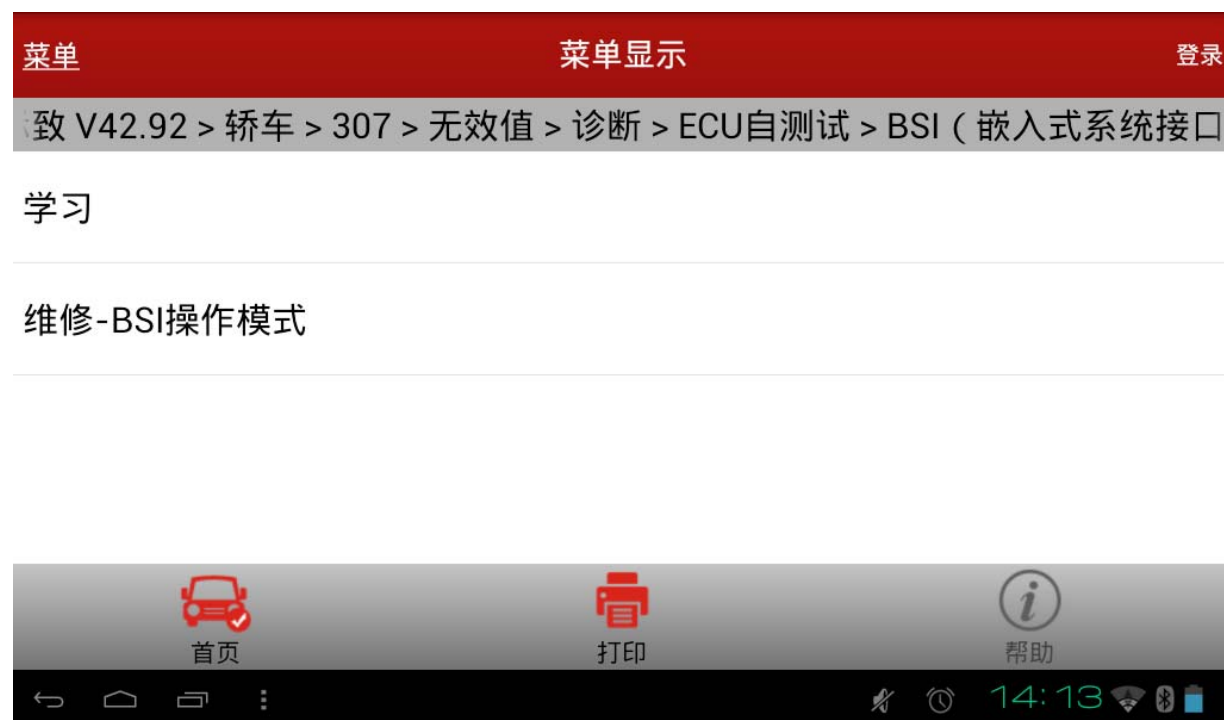 菜单 菜单显示 登录
致 V42.92 > 轿车 > 307 > 无效值 > 诊断 > ECU自测试 > BSI ( 嵌入式系统接口
学习
维修-BSI操作模式
首页 打印 帮助
14:13